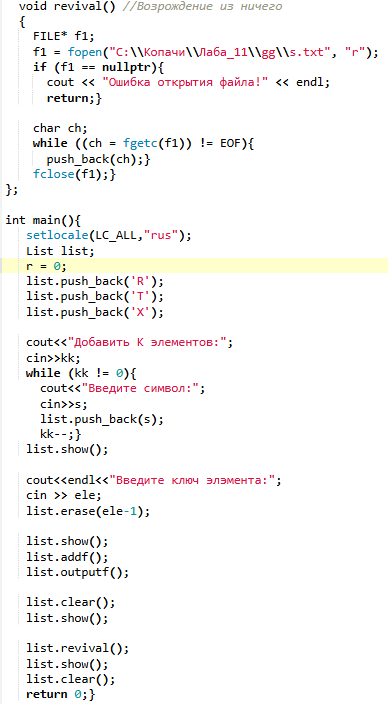 void revival() //Возрождение из ничего
{
FILE* f1;
f1 = fopen("C:\\Копачи\\Лаба_11\\gg\\s.txt", "r");
if (f1 == nullptr){
cout << "Ошибка открытия файла!" << endl;
return;}
char ch;
while ((ch = fgetc(f1)) != EOF){
push_back(ch);}
fclose(f1);}
};
int main(){
setlocale(LC_ALL,"rus");
List list;
r = 0;
list.push_back('R');
list.push_back('T');
list.push_back('X');
cout<<"Добавить К элементов:";
cin>>kk;
while (kk != 0){
cout<<"Введите символ:";
cin>>s;
list.push_back(s);
kk--;}
list.show();
cout<<endl<<"Введите ключ элэмента:";
cin >> ele;
list.erase(ele-1);
list.show();
list.addf();
list.outputf();
list.clear();
list.show();
list.revival();
list.show();
list.clear();
return 0;}